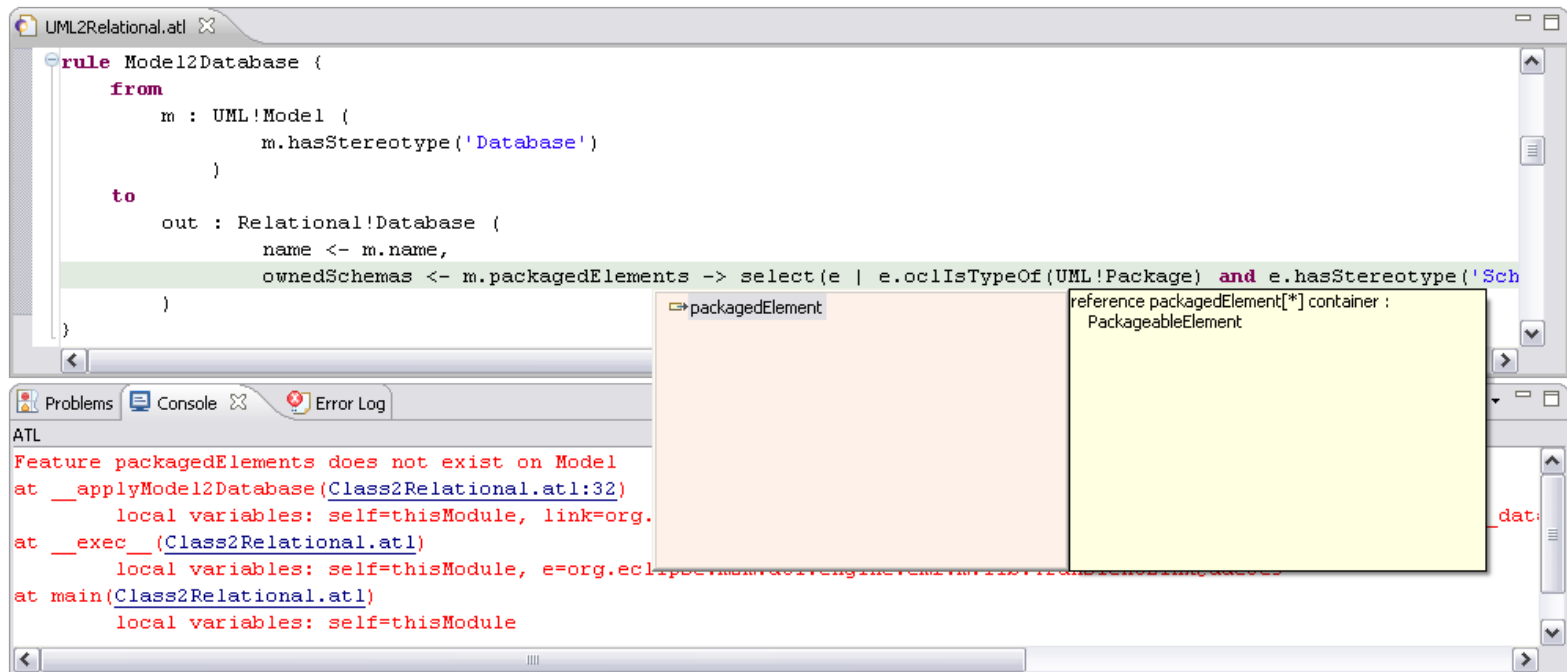 UML2Relational.atl
rule Model2Database {
from
m : UML!Model (
m.hasStereotype('Database')
)
to
out : Relational!Database (
name <- m.name,
ownedSchemas <- m.packagedElements -> select(e | e.oclIsTypeOf(UML!Package) and e.hasStereotype('Sch
)
}
packagedElement
reference packagedElement[*] container :
PackageableElement
Problems Console Error Log
ATL
Feature packagedElements does not exist on Model
at __applyModel2Database(Class2Relational.atl:32)
local variables: self=thisModule, link=org. _dat
at __exec__(Class2Relational.atl)
local variables: self=thisModule, e=org.
at main(Class2Relational.atl)
local variables: self=thisModule